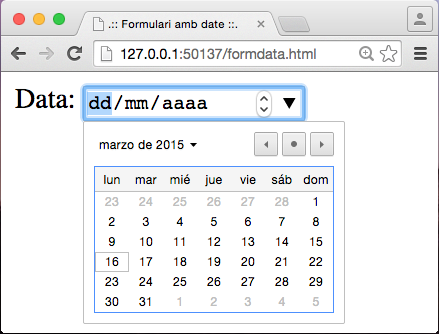 .:: Formulari amb date ::.
127.0.0.1:50137/formdata.html
Data: dd/mm/aaaa
marzo de 2015
lun mar mié jue vie sáb dom
23 24 25 26 27 28 1
2 3 4 5 6 7 8
9 10 11 12 13 14 15
16 17 18 19 20 21 22
23 24 25 26 27 28 29
30 31 1 2 3 4 5